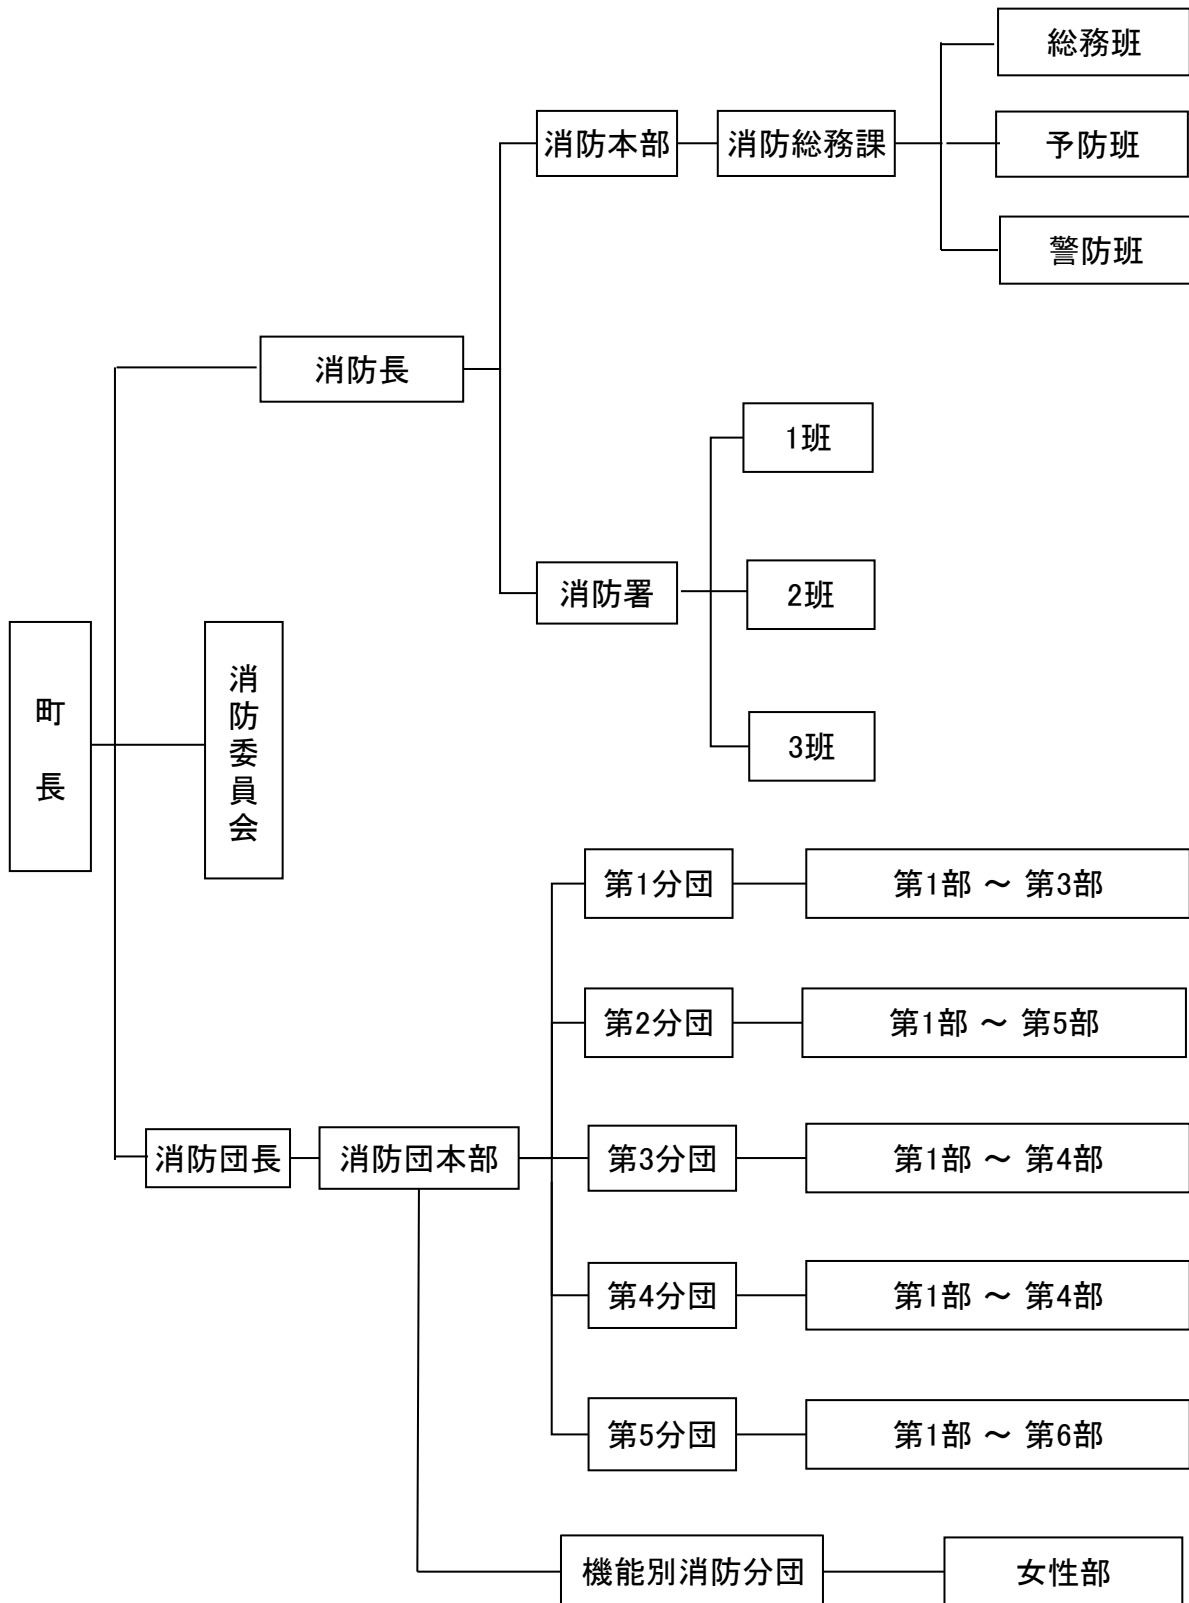 総務班
消防本部
消防総務課
予防班
警防班
消防長
1班
消防署
2班
3班
町長
消防委員会
第1分団
第1部 ～ 第3部
第2分団
第1部 ～ 第5部
消防団長
消防団本部
第3分団
第1部 ～ 第4部
第4分団
第1部 ～ 第4部
第5分団
第1部 ～ 第6部
機能別消防分団
女性部